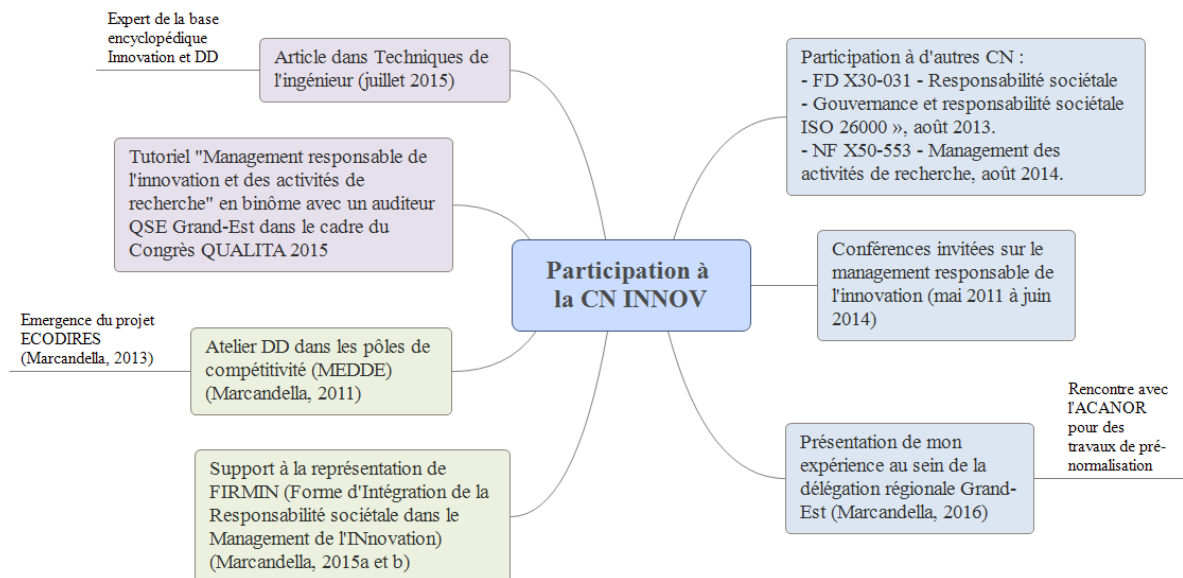 Expert de la base
encyclopédique
Innovation et DD
Article dans Techniques de
l'ingénieur (juillet 2015)
Tutoriel "Management responsable de
l'innovation et des activités de
recherche" en binôme avec un auditeur
QSE Grand-Est dans le cadre du
Congrès QUALITA 2015
Emergence du projet
ECODIRES
(Marcandella, 2013)
Atelier DD dans les pôles de
compétitivité (MEDDE)
(Marcandella, 2011)
Support à la représentation de
FIRMIN (Forme d'Intégration de la
Responsabilité sociétale dans le
Management de l'INnovation)
(Marcandella, 2015a et b)
Participation à
la CN INNOV
Participation à d'autres CN :
- FD X30-031 - Responsabilité sociétale
- Gouvernance et responsabilité sociétale
ISO 26000 », août 2013.
- NF X50-553 - Management des
activités de recherche, août 2014.
Conférences invitées sur le
management responsable de
l'innovation (mai 2011 à juin
2014)
Présentation de mon
expérience au sein de la
délégation régionale Grand-
Est (Marcandella, 2016)
Rencontre avec
l'ACANOR
pour des
travaux de pré-
normalisation